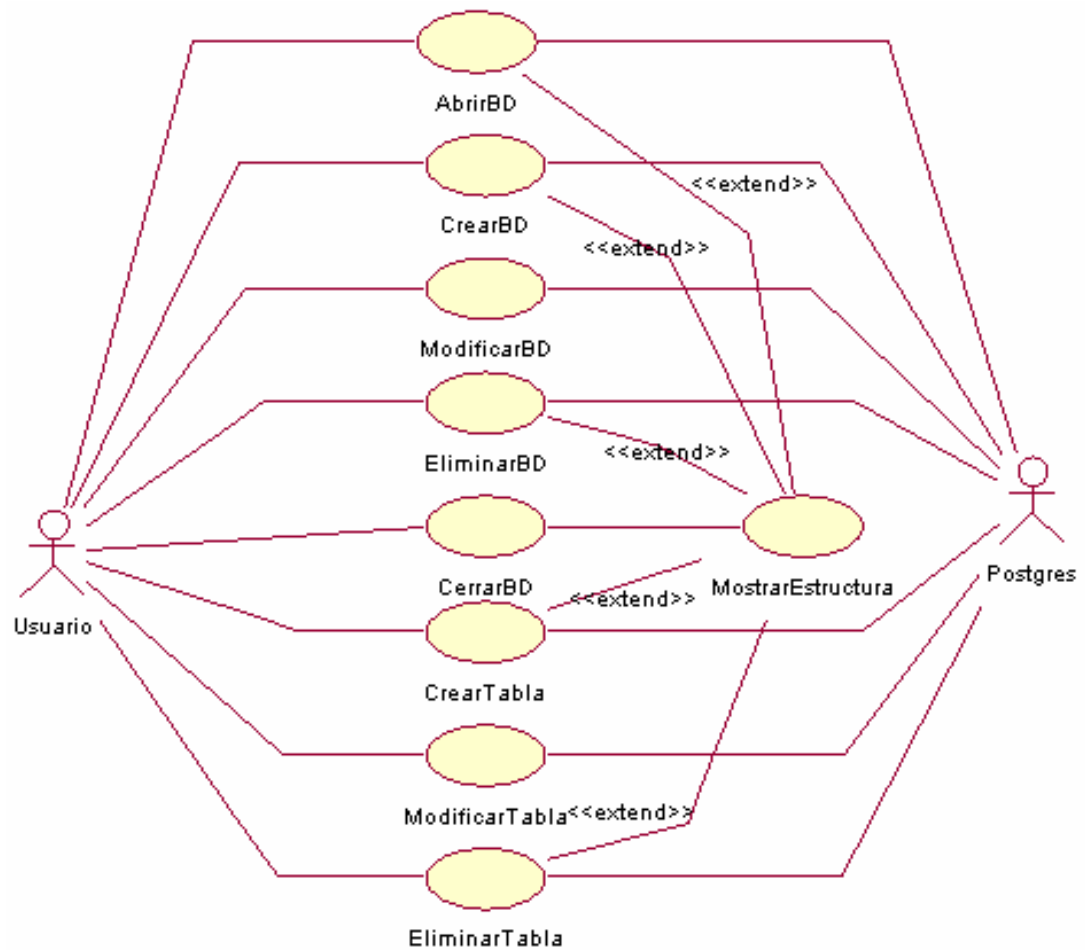 AbrirBD
<<extend>>
CrearBD
<<extend>>
ModificarBD
EliminarBD
<<extend>>
CerrarBD
MostrarEstructura
Postgres
<<extend>>
Usuario
CrearTabla
ModificarTabla
<<extend>>
EliminarTabla